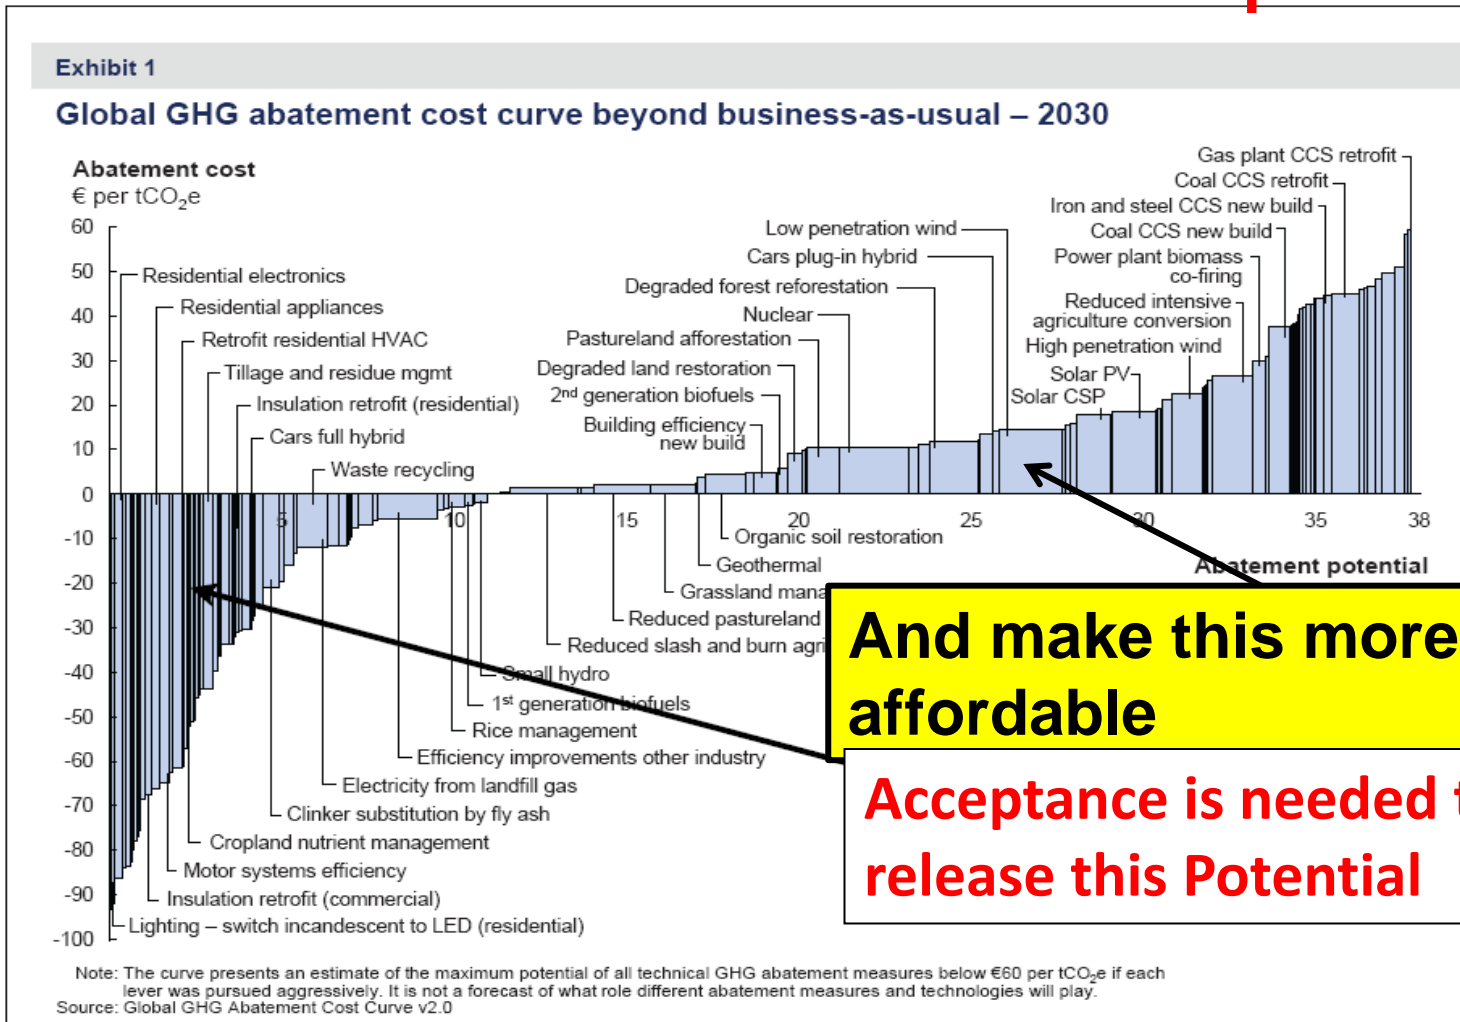 Exhibit 1
Global GHG abatement cost curve beyond business-as-usual – 2030
Abatement cost
€ per tCO₂e
60
50
40
30
20
10
0
-10
-20
-30
-40
-50
-60
-70
-80
-90
-100
Residential electronics
Residential appliances
Retrofit residential HVAC
Tillage and residue mgmt
Insulation retrofit (residential)
Cars full hybrid
Waste recycling
Gas plant CCS retrofit
Coal CCS retrofit
Iron and steel CCS new build
Low penetration wind
Coal CCS new build
Cars plug-in hybrid
Power plant biomass
co-firing
Degraded forest reforestation
Reduced intensive
agriculture conversion
Nuclear
Pastureland afforestation
High penetration wind
Degraded land restoration
Solar PV
2nd generation biofuels
Solar CSP
Building efficiency
new build
5
10
15
20
25
30
35
38
Abatement potential
Organic soil restoration
Geothermal
Grassland mana
Reduced pastureland
Reduced slash and burn agri
Small hydro
1st generation biofuels
Rice management
Efficiency improvements other industry
Electricity from landfill gas
Clinker substitution by fly ash
Cropland nutrient management
Motor systems efficiency
Insulation retrofit (commercial)
Lighting – switch incandescent to LED (residential)
And make this more
affordable
Acceptance is needed
release this Potential
Note: The curve presents an estimate of the maximum potential of all technical GHG abatement measures below €60 per tCO₂e if each
lever was pursued aggressively. It is not a forecast of what role different abatement measures and technologies will play.
Source: Global GHG Abatement Cost Curve v2.0